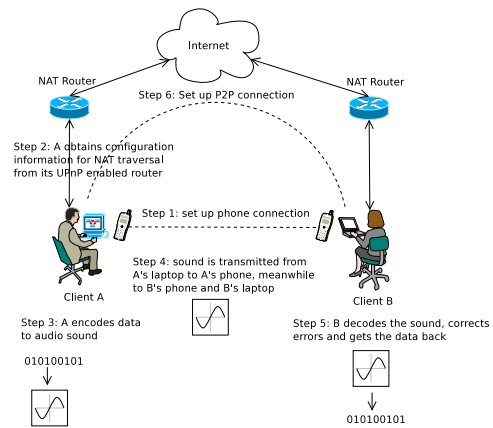 Internet
NAT Router
NAT Router
Step 6: Set up P2P connection
Step 2: A obtains configuration
information for NAT traversal
from its UPnP enabled router
Step 1: set up phone connection
Step 4: sound is transmitted from
A's laptop to A's phone, meanwhile
to B's phone and B's laptop
Client A
Client B
Step 3: A encodes data
to audio sound
010100101
Step 5: B decodes the sound, corrects
errors and gets the data back
010100101